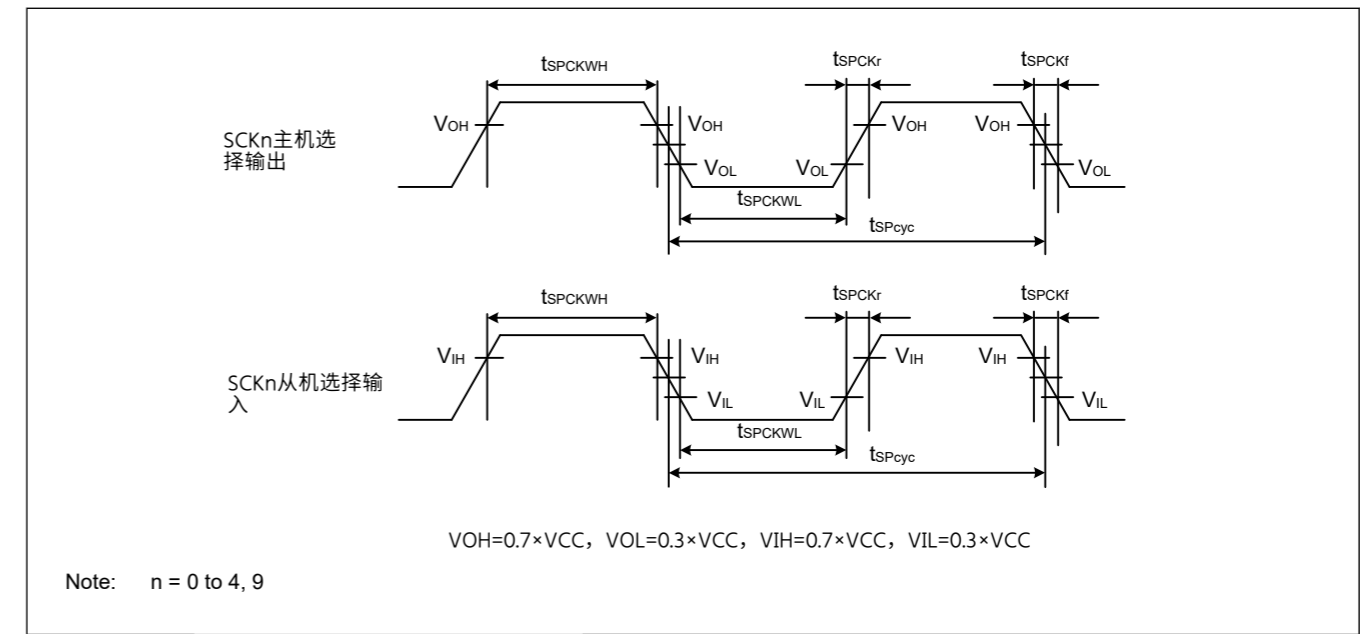 tSPCKWH
tSPCKr
tSPCKf
VOH
VOH
VOH
VOH
SCKn主机选
择输出
VOL
VOL
VOL
tSPCKWL
tSPcyc
tSPCKWH
tSPCKr
tSPCKf
VIH
VIH
VIH
VIH
SCKn从机选择输
入
VIL
VIL
VIL
tSPCKWL
tSPcyc
VOH=0.7×VCC，VOL=0.3×VCC，VIH=0.7×VCC，VIL=0.3×VCC
Note: n = 0 to 4, 9